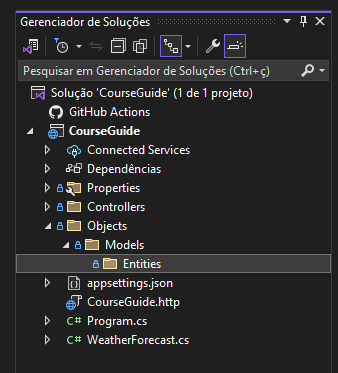 Gerenciador de Soluções
Pesquisar em Gerenciador de Soluções (Ctrl+ç)
Solução 'CourseGuide' (1 de 1 projeto)
GitHub Actions
CourseGuide
Connected Services
Dependências
Properties
Controllers
Objects
Models
Entities
appsettings.json
CourseGuide.http
C# Program.cs
C# WeatherForecast.cs